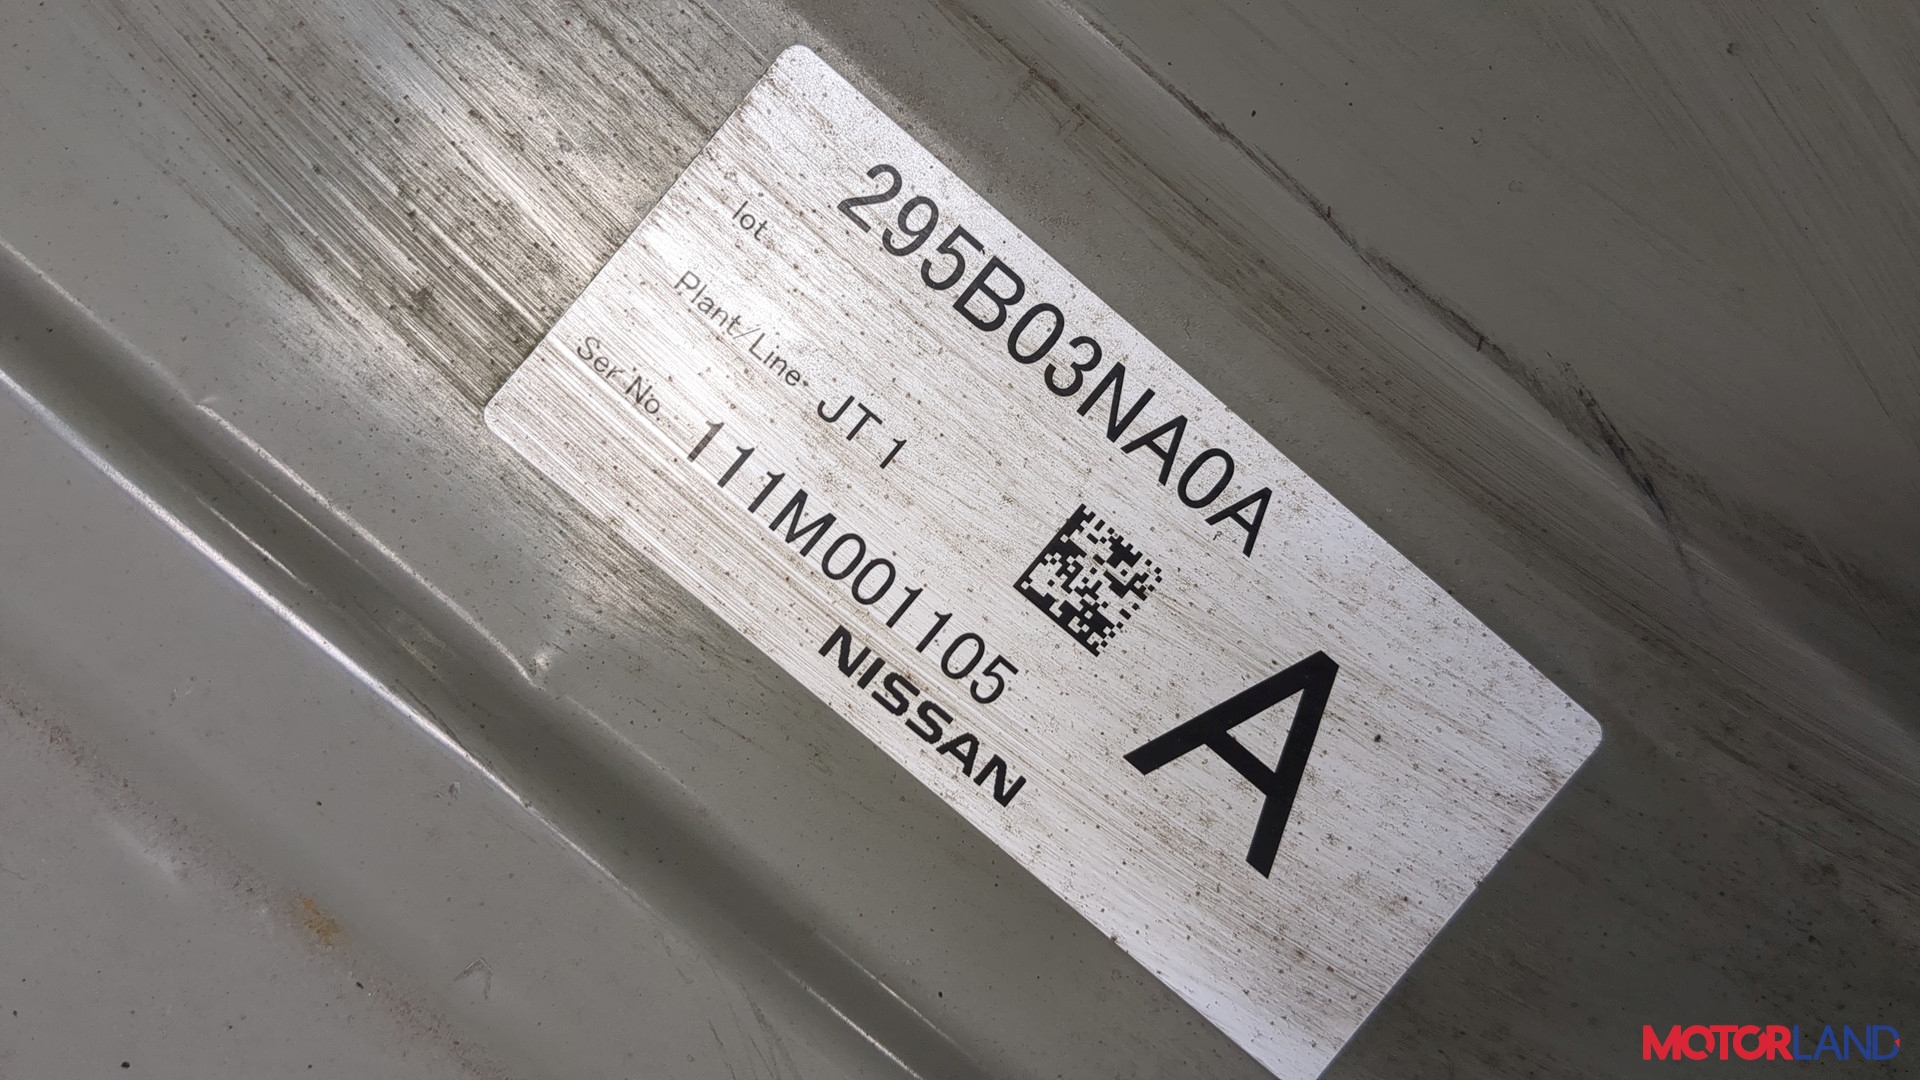 295B03NA0A
lot
Plant/Line JT 1
Ser No. 111M001105
NISSAN
A
MOTORLAND